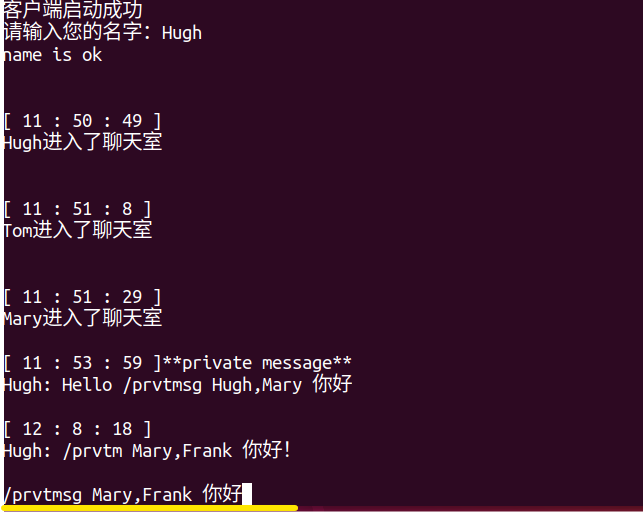 客户端启动成功
请输入您的名字: Hugh
name is ok
[ 11 : 50 : 49 ]
Hugh进入了聊天室
[ 11 : 51 : 8 ]
Tom进入了聊天室
[ 11 : 51 : 29 ]
Mary进入了聊天室
[ 11 : 53 : 59 ]**private message**
Hugh: Hello /prvtmsg Hugh,Mary 你好
[ 12 : 8 : 18 ]
Hugh: /prvtm Mary,Frank 你好!
/prvtmsg Mary,Frank 你好